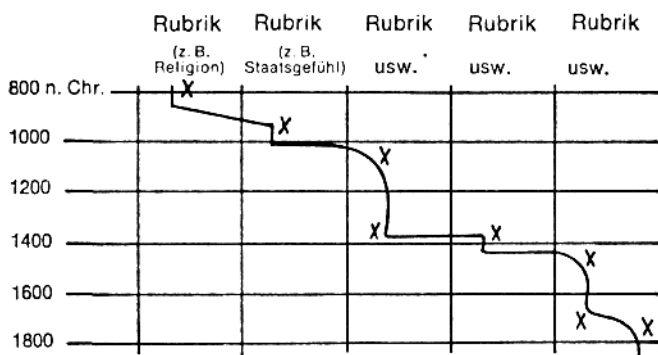 Rubrik Rubrik Rubrik Rubrik Rubrik
(z. B. (z. B.
Religion) Staatsgefühl) usw. usw. usw.
800 n. Chr. X
X
1000
X
1200
X X
1400
X
1600
X X
1800